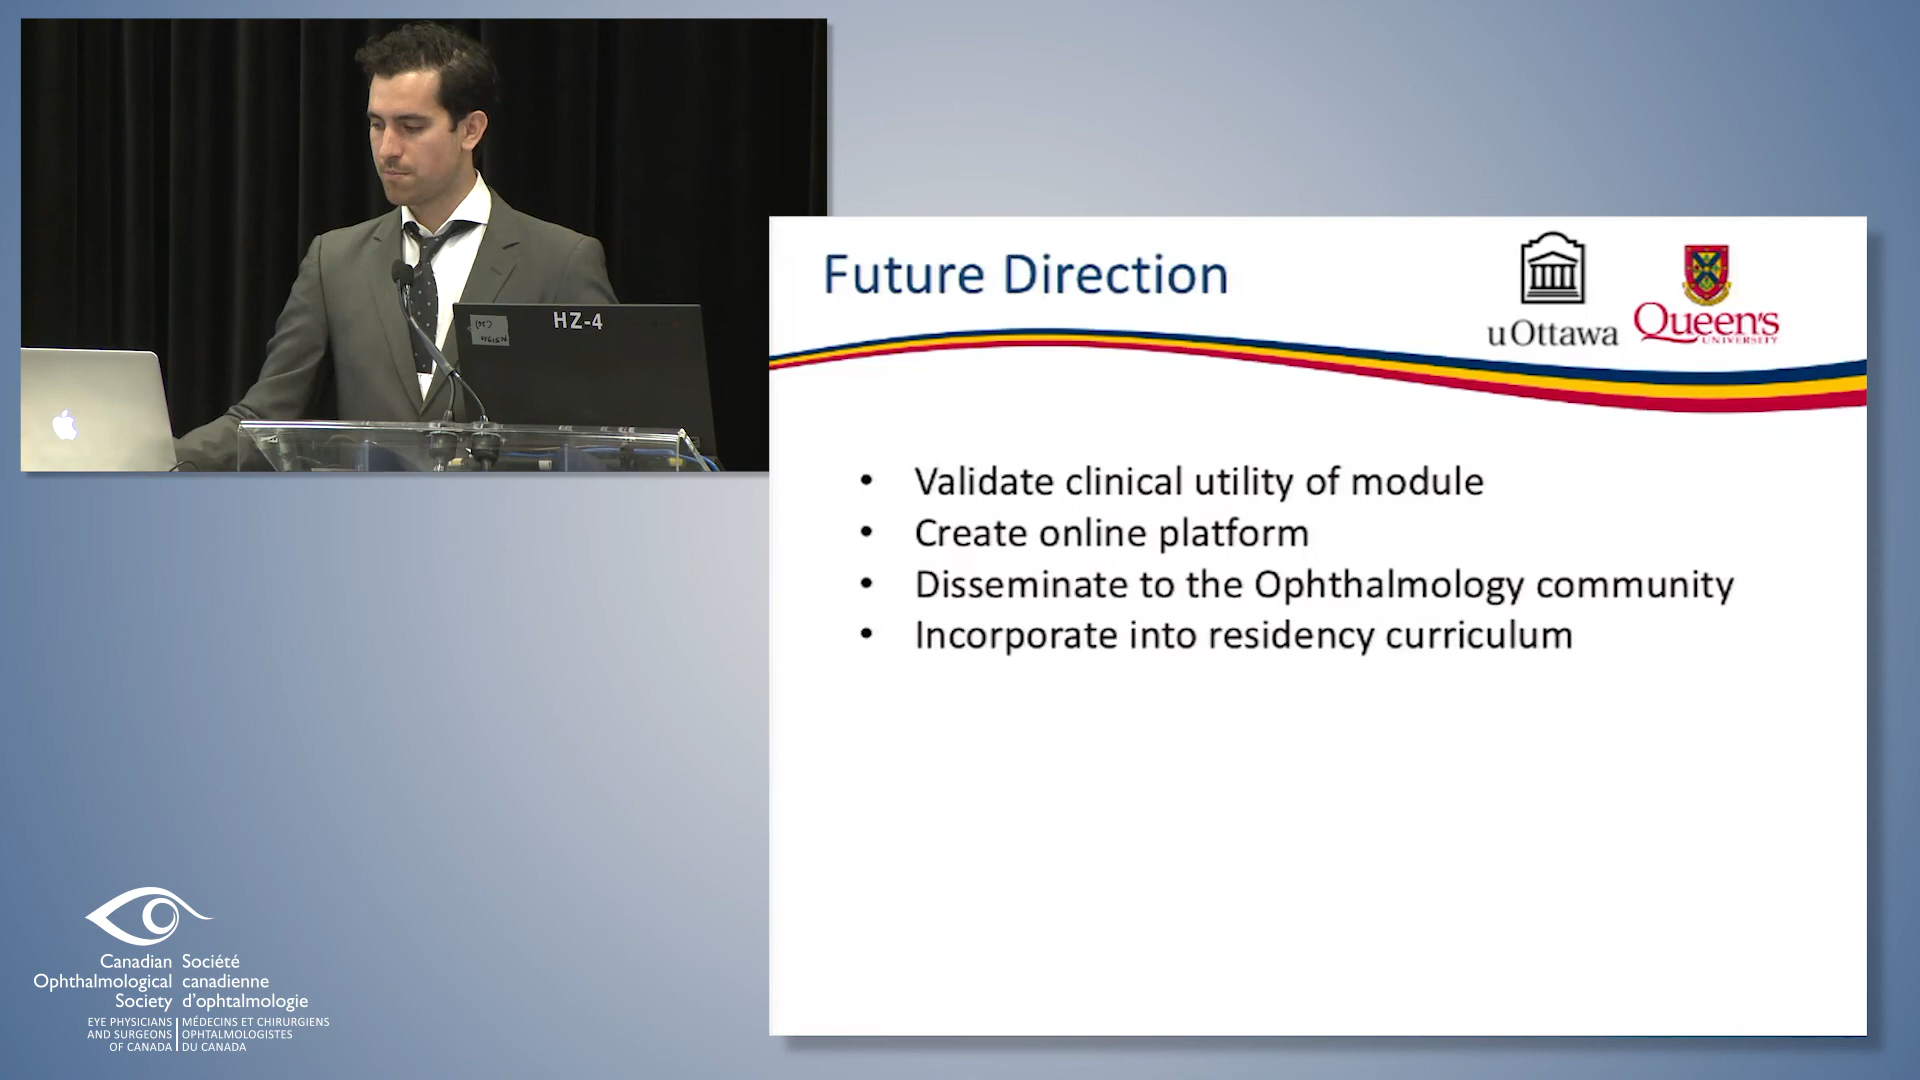 HZ-4
Future Direction
uOttawa
Queen's
UNIVERSITY
• Validate clinical utility of module
• Create online platform
• Disseminate to the Ophthalmology community
• Incorporate into residency curriculum
Canadian
Ophthalmological
Society
Société
canadienne
d'ophtalmologie
EYE PHYSICIANS
AND SURGEONS
OF CANADA
MÉDECINS ET CHIRURGIENS
OPHTALMOLOGISTES
DU CANADA